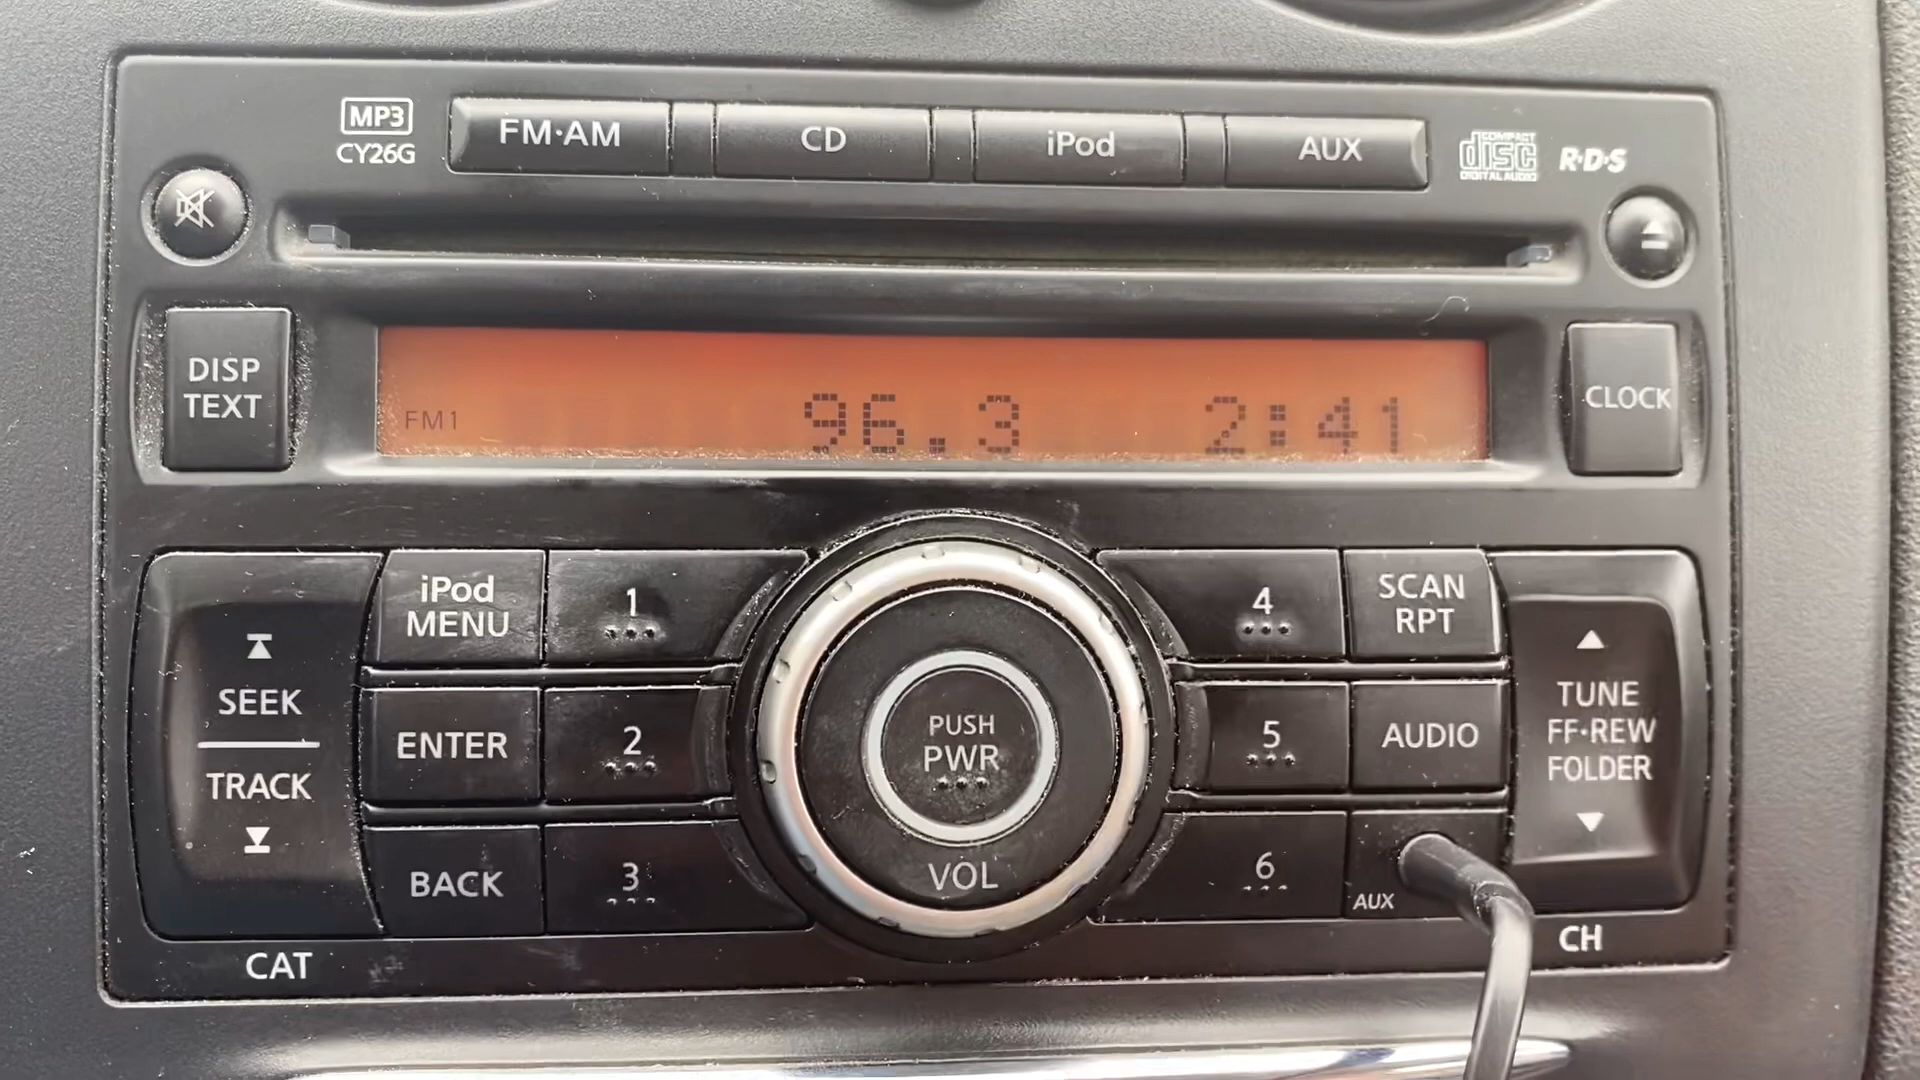 MP3
CY26G
FM·AM
CD
iPod
AUX
COMPACT
disc
DIGITAL AUDIO
R·D·S
DISP
TEXT
FM1
96.3
2:41
CLOCK
iPod
MENU
1
4
SCAN
RPT
SEEK
TRACK
ENTER
2
PUSH
PWR
VOL
5
AUDIO
TUNE
FF·REW
FOLDER
BACK
3
6
AUX
CAT
CH